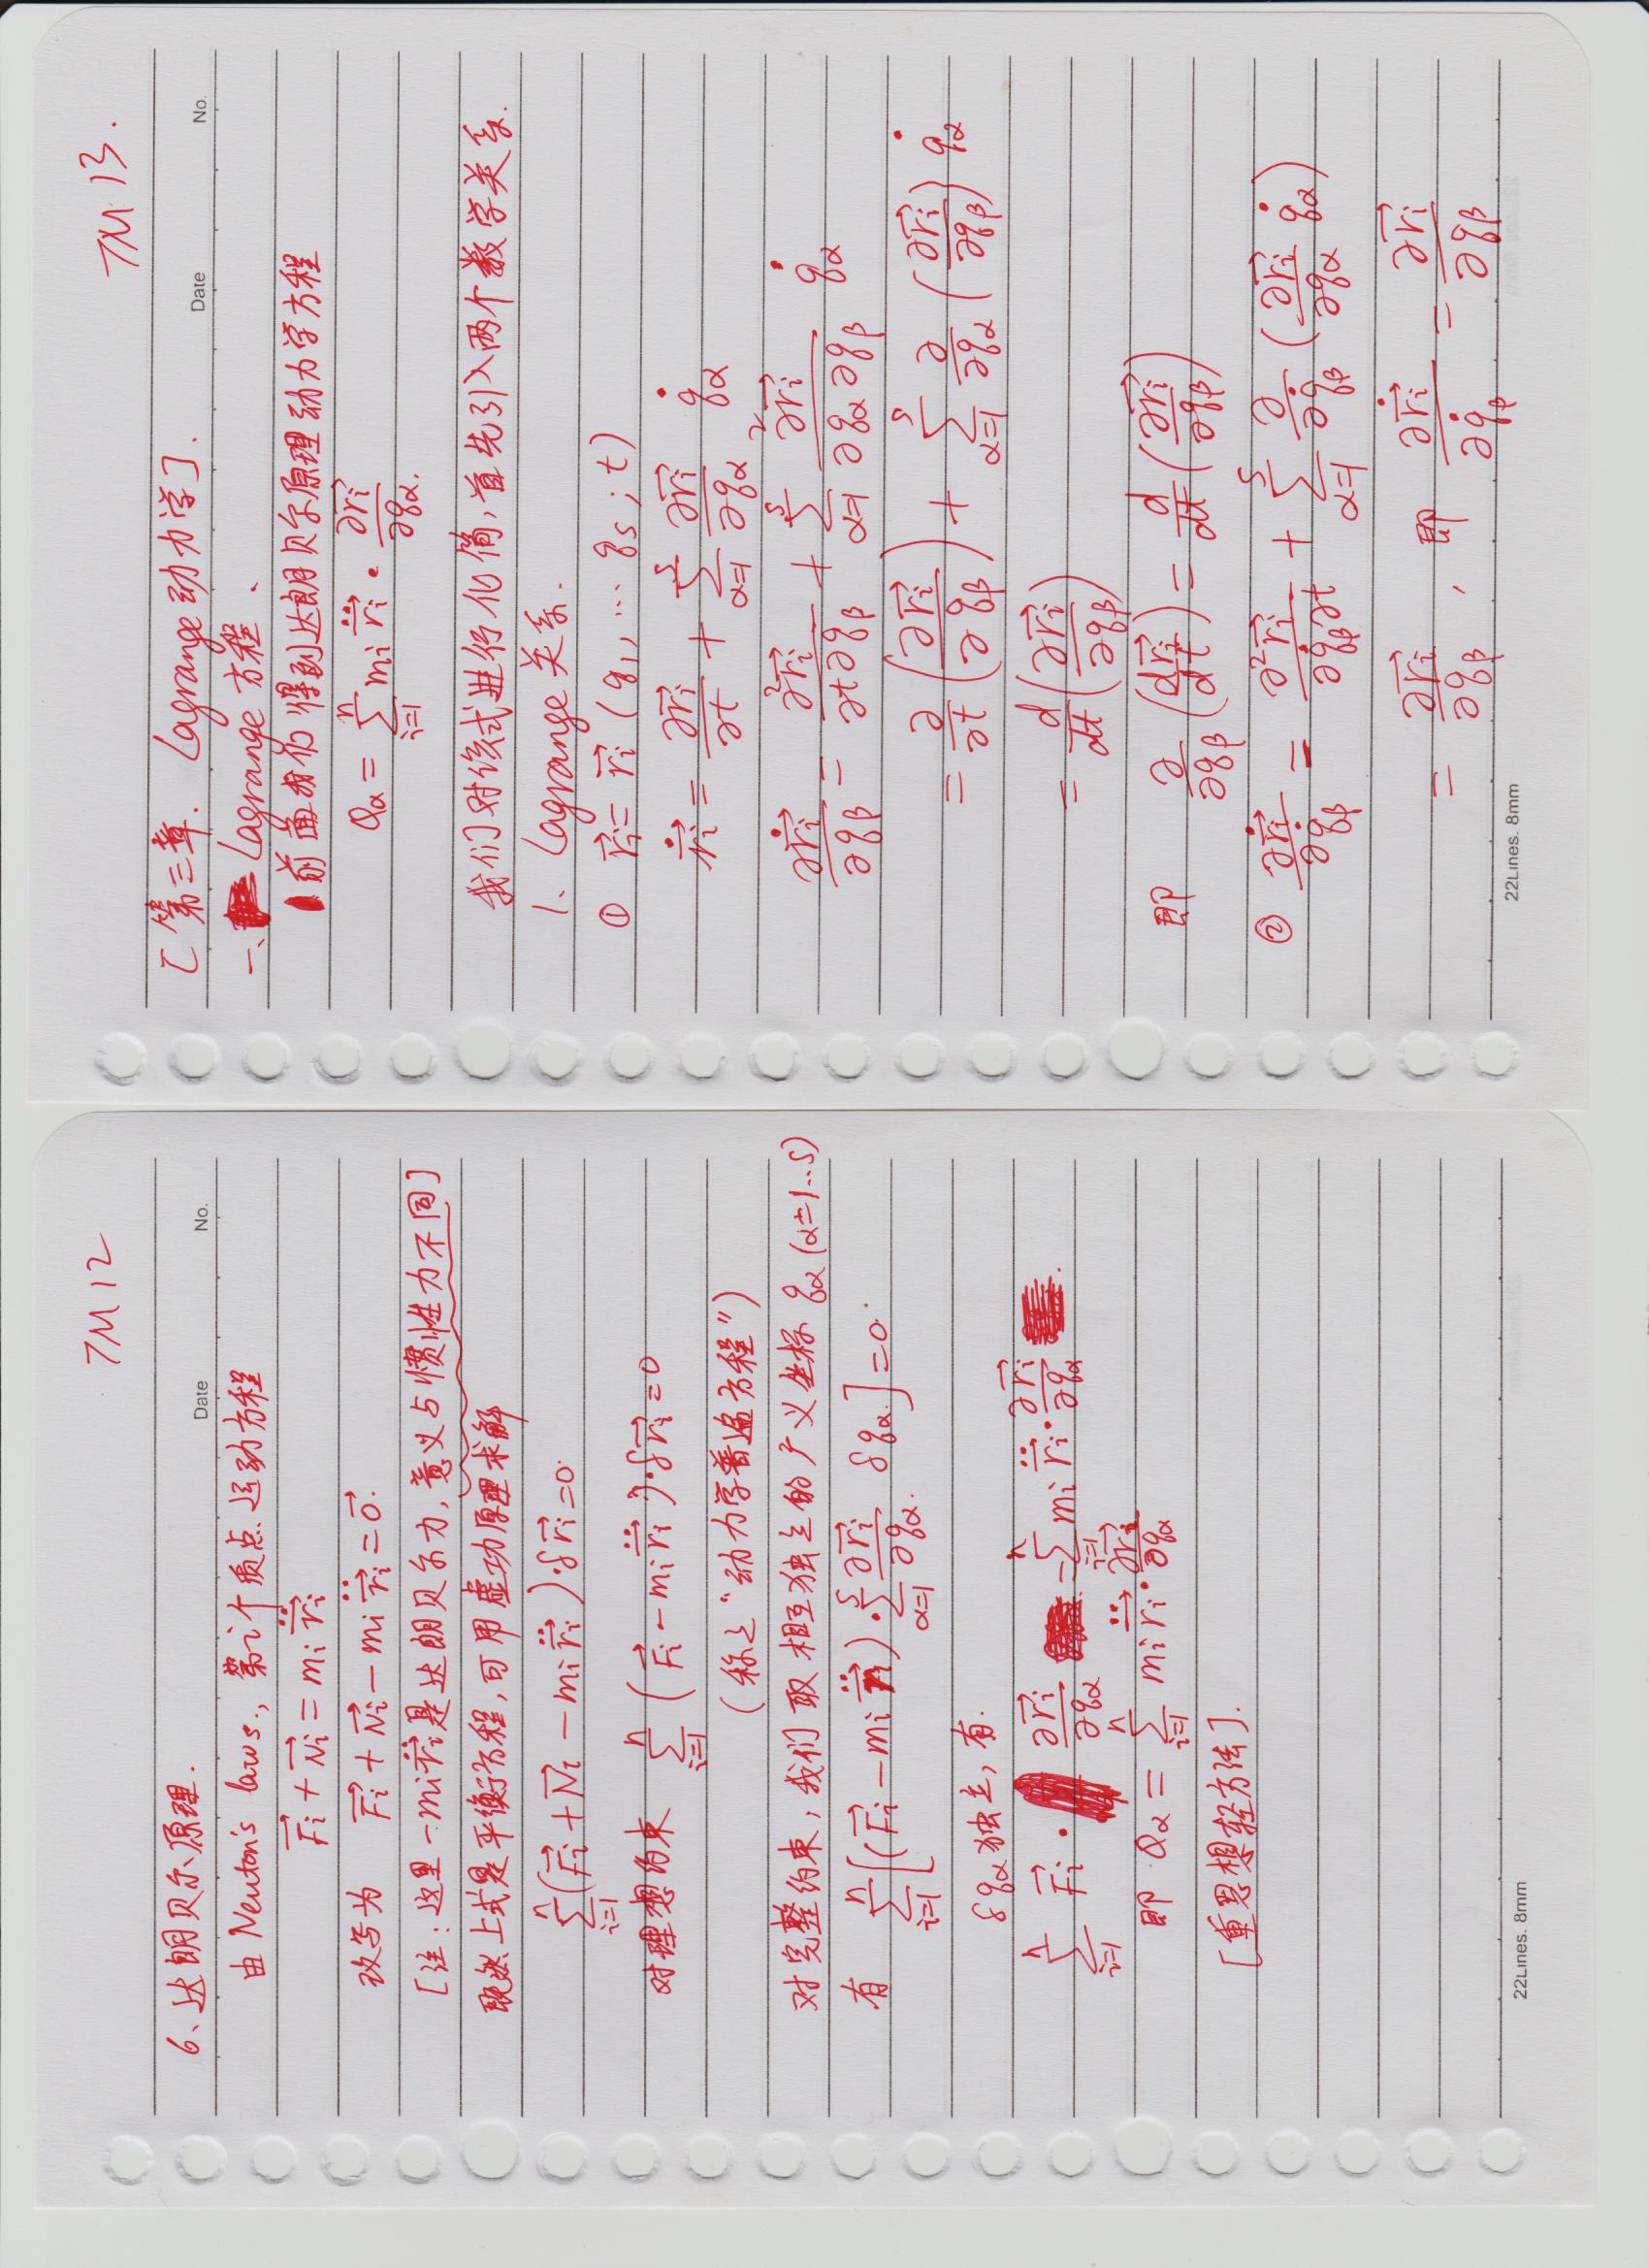 TM 12
6、达朗贝尔原理.
Date No.
由 Newton's laws., 第i个质点运动方程
$\vec{F_i} + \vec{N_i} = m_i \ddot{\vec{r_i}}$
改写为 $\vec{F_i} + \vec{N_i} - m_i \ddot{\vec{r_i}} = \vec{0}.$
[注:这里 $-m_i \ddot{\vec{r_i}}$ 是达朗贝尔力, 意义与惯性力不同]
既然上式是平衡方程, 可用虚功原理求解
$\sum_{i=1}^{n} (\vec{F_i} + \vec{N_i} - m_i \ddot{\vec{r_i}}) \cdot \delta \vec{r_i} = 0.$
对理想约束 $\sum_{i=1}^{n} (\vec{F_i} - m_i \ddot{\vec{r_i}}) \cdot \delta \vec{r_i} = 0$
(称之“动力学普遍方程”)
对完整约束, 我们取相互独立的广义坐标 $q_\alpha$ ($\alpha = 1 \dots s$)
有 $\sum_{i=1}^{n} \left[ (\vec{F_i} - m_i \ddot{\vec{r_i}}) \cdot \sum_{\alpha=1}^{s} \frac{\partial \vec{r_i}}{\partial q_\alpha} \delta q_\alpha \right] = 0.$
$\delta q_\alpha$ 独立, 有.
$\sum_{i=1}^{n} \vec{F_i} \cdot \frac{\partial \vec{r_i}}{\partial q_\alpha} = \sum_{i=1}^{n} m_i \ddot{\vec{r_i}} \cdot \frac{\partial \vec{r_i}}{\partial q_\alpha}$
即 $Q_\alpha = \sum_{i=1}^{n} m_i \ddot{\vec{r_i}} \cdot \frac{\partial \vec{r_i}}{\partial q_\alpha}$
[重思想轻方法].
22Lines. 8mm
TM 13.
[第三章. Lagrange 动力学].
Date No.
一、Lagrange 方程、
前面我们得到达朗贝尔原理动力学方程
$Q_\alpha = \sum_{i=1}^{n} m_i \ddot{\vec{r_i}} \cdot \frac{\partial \vec{r_i}}{\partial q_\alpha}.$
我们对该式进行化简, 首先引入两个数学关系.
1、Lagrange 关系.
① $\vec{r_i} = \vec{r_i} (q_1, \dots q_s ; t)$
$\dot{\vec{r_i}} = \frac{\partial \vec{r_i}}{\partial t} + \sum_{\alpha=1}^{s} \frac{\partial \vec{r_i}}{\partial q_\alpha} \dot{q_\alpha}$
$\frac{\partial \dot{\vec{r_i}}}{\partial q_\beta} = \frac{\partial^2 \vec{r_i}}{\partial t \partial q_\beta} + \sum_{\alpha=1}^{s} \frac{\partial^2 \vec{r_i}}{\partial q_\alpha \partial q_\beta} \dot{q_\alpha}$
$= \frac{\partial}{\partial t} \left( \frac{\partial \vec{r_i}}{\partial q_\beta} \right) + \sum_{\alpha=1}^{s} \frac{\partial}{\partial q_\alpha} \left( \frac{\partial \vec{r_i}}{\partial q_\beta} \right) \dot{q_\alpha}$
$= \frac{d}{dt} \left( \frac{\partial \vec{r_i}}{\partial q_\beta} \right)$
即 $\frac{\partial}{\partial q_\beta} \left( \frac{d \vec{r_i}}{dt} \right) = \frac{d}{dt} \left( \frac{\partial \vec{r_i}}{\partial q_\beta} \right)$
② $\frac{\partial \dot{\vec{r_i}}}{\partial \dot{q_\beta}} = \frac{\partial^2 \vec{r_i}}{\partial \dot{q_\beta} \partial t} + \sum_{\alpha=1}^{s} \frac{\partial}{\partial \dot{q_\beta}} \left( \frac{\partial \vec{r_i}}{\partial q_\alpha} \dot{q_\alpha} \right)$
$= \frac{\partial \vec{r_i}}{\partial q_\beta}$ , 即 $\frac{\partial \dot{\vec{r_i}}}{\partial \dot{q_\beta}} = \frac{\partial \vec{r_i}}{\partial q_\beta}$
22Lines. 8mm